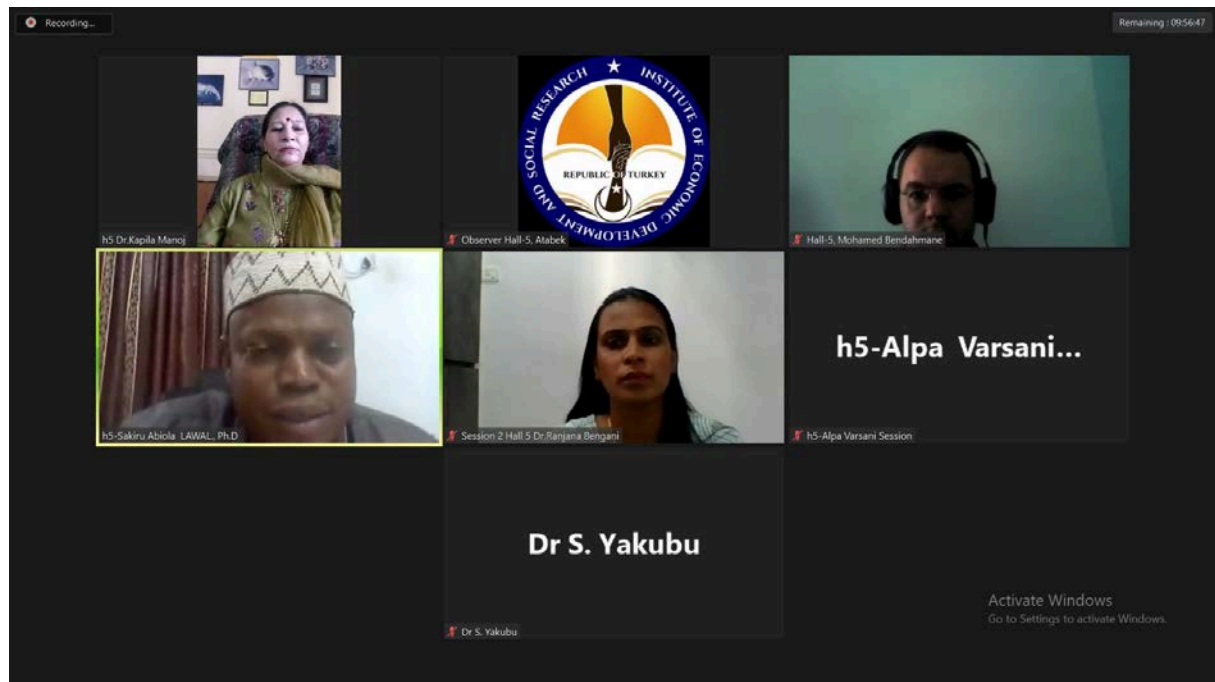 Recording...
Remaining : 09:56:47
h5 Dr.Kapila Manoj
INSTITUTE OF ECONOMIC DEVELOPMENT AND SOCIAL RESEARCH
REPUBLIC OF TURKEY
Observer Hall-5, Atabek
Hall-5, Mohamed Bendahmane
h5-Sakiru Abiola LAWAL, Ph.D
Session 2 Hall 5 Dr.Ranjana Bengani
h5-Alpa Varsani...
h5-Alpa Varsani Session
Dr S. Yakubu
Dr S. Yakubu
Activate Windows
Go to Settings to activate Windows.